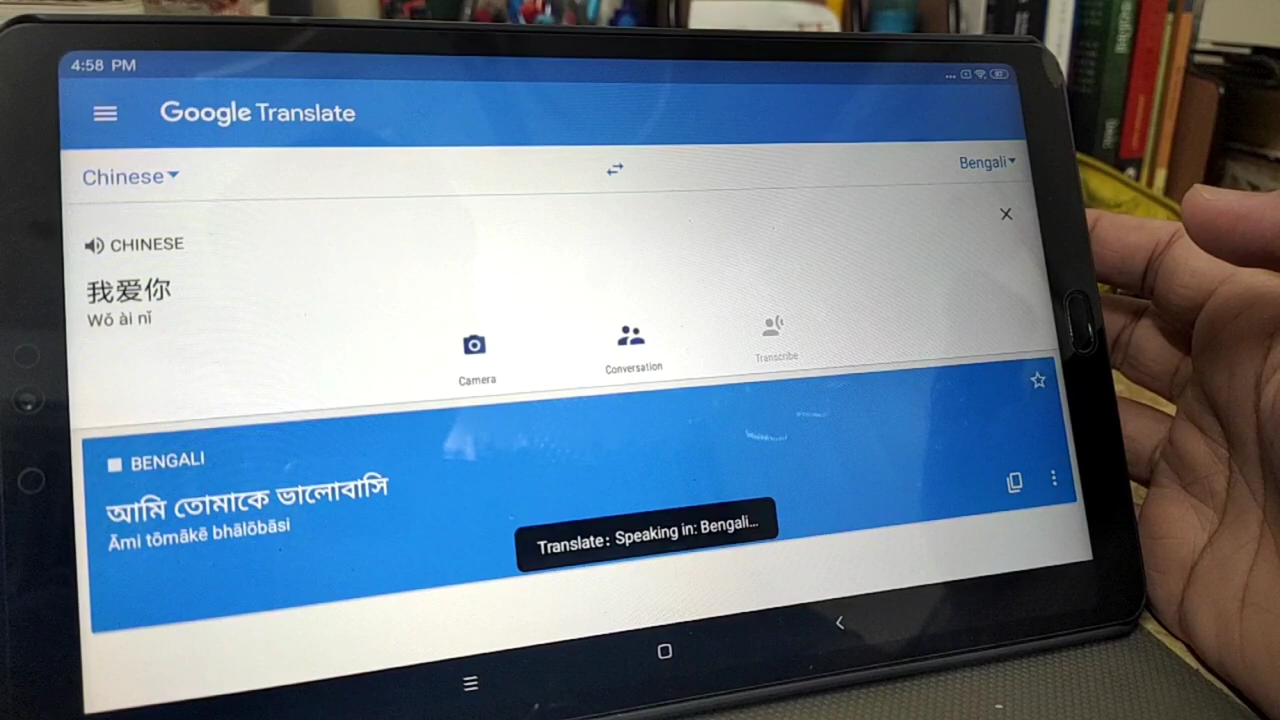 4:58 PM
Google Translate
Chinese
Bengali
CHINESE
我爱你
Wǒ ài nǐ
Camera
Conversation
Transcribe
BENGALI
আমি তোমাকে ভালোবাসি
Āmi tōmākē bhālōbāsi
Translate: Speaking in: Bengali...